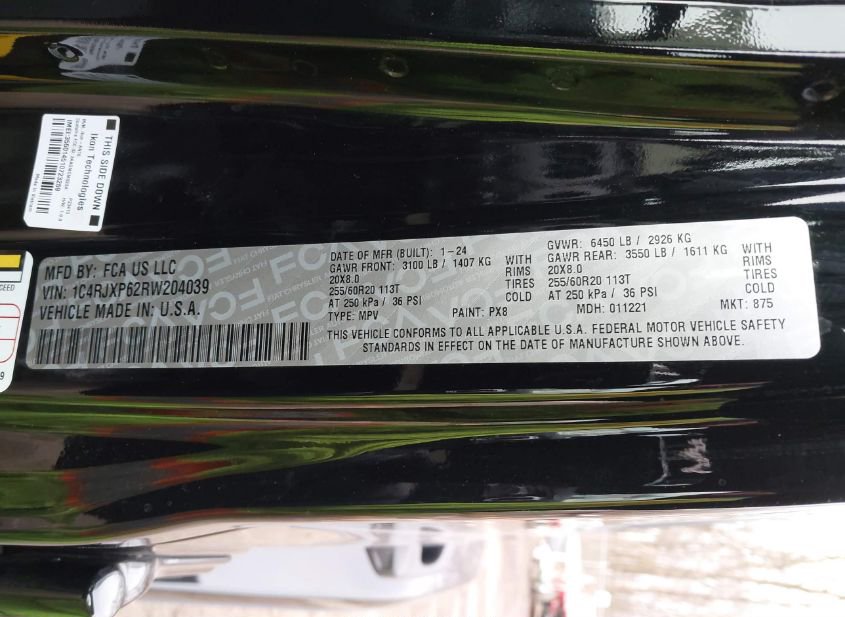 MFD BY: FCA US LLC
VIN: 1C4RJXP62RW204039
VEHICLE MADE IN: U.S.A.
DATE OF MFR (BUILT): 1-24
GVWR: 6450 LB / 2926 KG
GAWR FRONT: 3100 LB / 1407 KG WITH
20X8.0 RIMS
255/60R20 113T TIRES
AT 250 kPa / 36 PSI COLD
GAWR REAR: 3550 LB / 1611 KG WITH
20X8.0 RIMS
255/60R20 113T TIRES
AT 250 kPa / 36 PSI COLD
TYPE: MPV PAINT: PX8 MDH: 011221 MKT: 875
THIS VEHICLE CONFORMS TO ALL APPLICABLE U.S.A. FEDERAL MOTOR VEHICLE SAFETY
STANDARDS IN EFFECT ON THE DATE OF MANUFACTURE SHOWN ABOVE.
THIS SIDE DOWN
Ikon Technologies